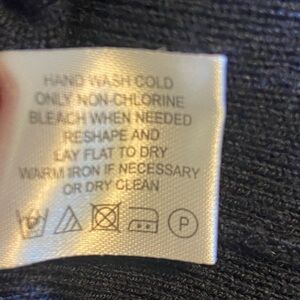 HAND WASH COLD
ONLY NON-CHLORINE
BLEACH WHEN NEEDED
RESHAPE AND
LAY FLAT TO DRY
WARM IRON IF NECESSARY
OR DRY CLEAN
P